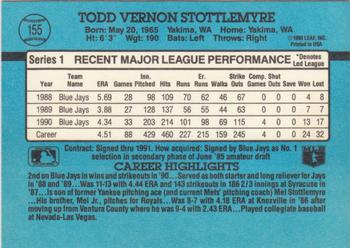 155
TODD VERNON STOTTLEMYRE
©1990 LEAF, INC.
PRINTED IN USA
Born: May 20, 1965 Yakima, WA Home: Yakima, WA
Ht: 6' 3" Wgt: 190 Bats: Left Throws: Right
Series 1 RECENT MAJOR LEAGUE PERFORMANCE *Denotes Led League
Year Team Name ERA Games Inn. Pitched Hits Runs Er. Runs Walks Strike Outs Comp. Games Shut Outs Save Won Lost
1988 Blue Jays 5.69 28 98 109 70 62 46 67 0 0 0 4 8
1989 Blue Jays 3.88 27 128 137 56 55 44 63 0 0 0 7 7
1990 Blue Jays 4.34 33 203 214 101 98 69 115 4 0 0 13 17
Career 4.51 88 429 460 227 215 159 245 4 0 0 24 32
Contract: Signed thru 1991. How acquired: Signed by Blue Jays as No. 1
selection in secondary phase of June '85 amateur draft
CAREER HIGHLIGHTS
2nd on Blue Jays in wins and strikeouts in '90...Served as both starter and long reliever for Jays
in '88 and '89...Was 11-13 with 4.44 ERA and 143 strikeouts in 186 2/3 innings at Syracuse in
'87...Is son of former Yankee pitching ace (and current Mets' pitching coach) Mel Stottlemyre
and his brother, Mel Jr., pitches for Royals...Was 8-7 with 4.18 ERA at Knoxville in '86 after
moving up from Ventura County where he was 9-4 with 2.43 ERA...Played collegiate baseball
at Nevada-Las Vegas.